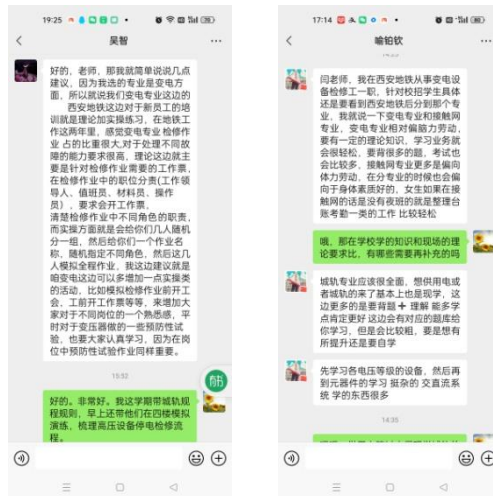 19:25
吴智
好的，老师，那我就简单说说几点
建议，因为我选的专业是变电方
面，所以就说我们变电专业这边的
西安地铁这边对于新员工的培
训就是理论加实操练习，在地铁工
作这两年里，感觉变电专业 检修作
业 占的比重很大,对于处理不同故
障的能力要求很高，理论这边就主
要是针对检修作业需要的工作票，
在检修作业中的职位分责(工作领
导人、值班员、材料员、操作
员），要求会开工作票，
清楚检修作业中不同角色的职责，
而实操方面就是会给你们几人随机
分一组，然后给你们一个作业名
称，随机指定不同角色，然后这几
人模拟全程作业，我这边建议就是
咱变电这边可以多增加一点实操类
的活动，比如模拟检修作业前开工
会、工前开工作票等等，来增加大
家对于不同岗位的一个熟悉感，平
时对于变压器做的一些预防性试
验，也要大家认真学习，因为在岗
位中预防性试验作业同样重要。
15:52
好的。非常好。我这学期带城轨规
程规则，早上还带他们在四楼模拟
演练，梳理高压设备停电检修流
程。
17:14
喻铂钦
闫老师，我在西安地铁从事变电设
备检修工一职，针对校招学生具体
还是要看到西安地铁后分到那个专
业，我就说一下变电专业和接触网
专业，变电专业相对偏脑力劳动，
要有一定的理论知识，学习业务就
会很轻松，要背很多的题，考试也
会比较多，接触网专业更多是偏向
体力劳动，在分专业的时候也会偏
向于身体素质好的，女生如果在接
触网的话是没有夜班的就是整理台
账考勤一类的工作 比较轻松
哦，那在学校学的知识和现场的理
论要求比，有哪些需要再补充的吗
城轨专业应该很全面，想供用电或
者城轨的来了基本上也是现学，这
边更多的是要背题＋ 理解 能多学
点肯定更好 这边会有对应的题库给
你学习，但是会比较粗，要是想有
所提升还是要自学
先学习各电压等级的设备，然后再
到元器件的学习 挺杂的 交直流系
统 学的东西很多
14:35